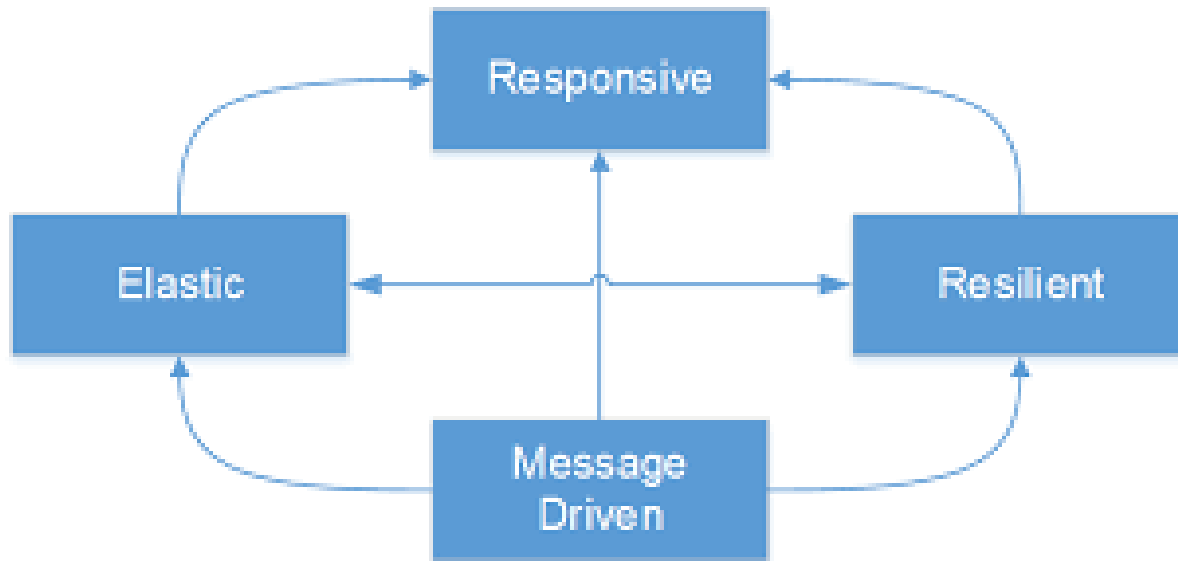 Responsive
Elastic
Resilient
Message
Driven